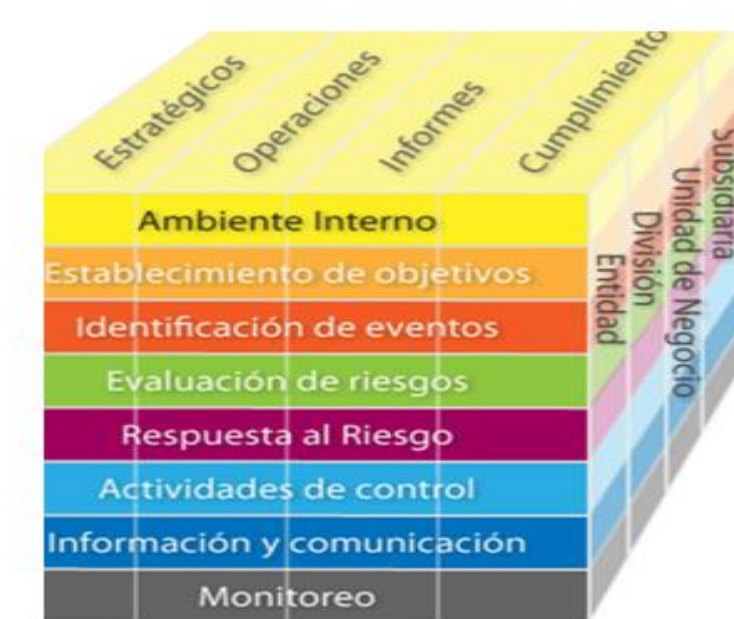 Estratégicos
Operaciones
Informes
Cumplimiento
Ambiente Interno
Establecimiento de objetivos
Identificación de eventos
Evaluación de riesgos
Respuesta al Riesgo
Actividades de control
Información y comunicación
Monitoreo
Entidad
División
Unidad de Negocio
Subsidiaria